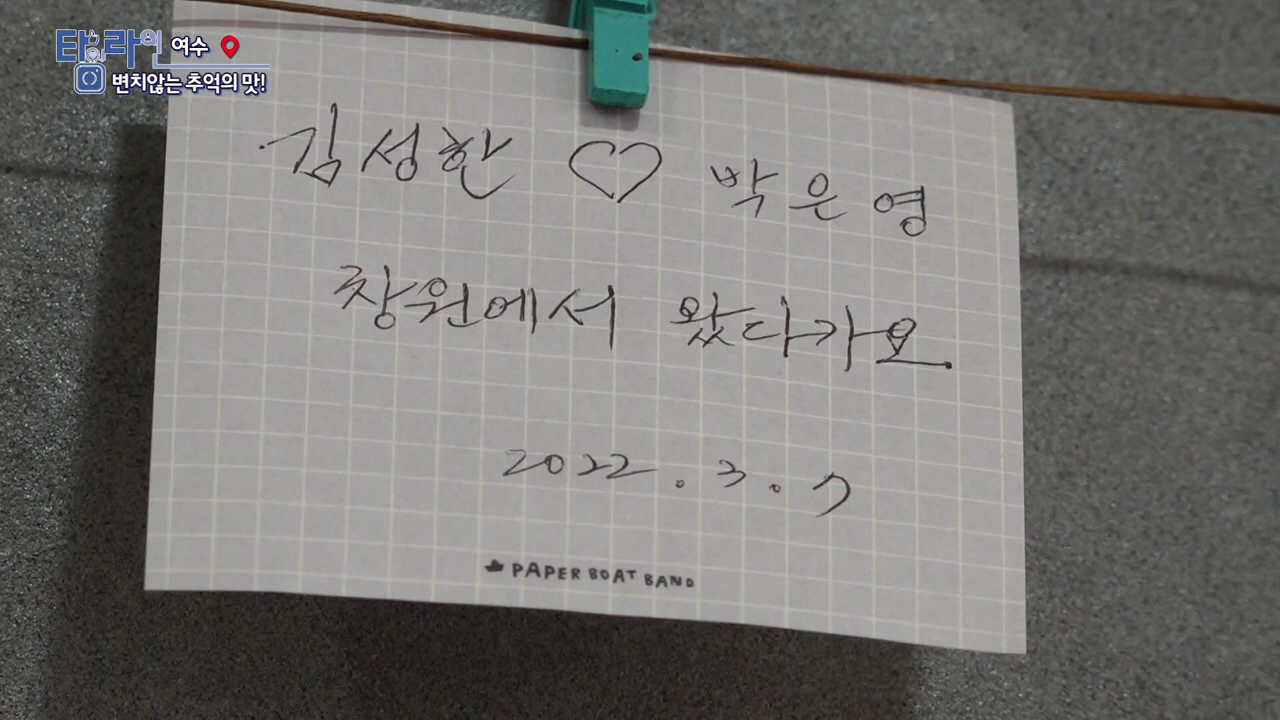 타라의 여수
변치않는 추억의 맛!
김성한 ♡ 박은영
창원에서 왔다가요.
2022.3.7
PAPER BOAT BAND